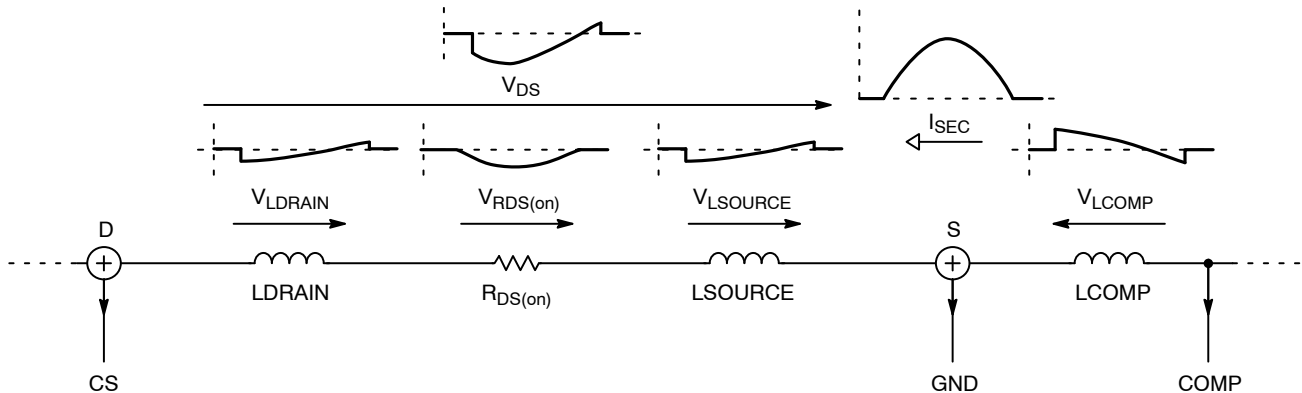 V_DS
I_SEC
V_LDRAIN
V_RDS(on)
V_LSOURCE
V_LCOMP
D
S
+
+
LDRAIN
R_DS(on)
LSOURCE
LCOMP
CS
GND
COMP